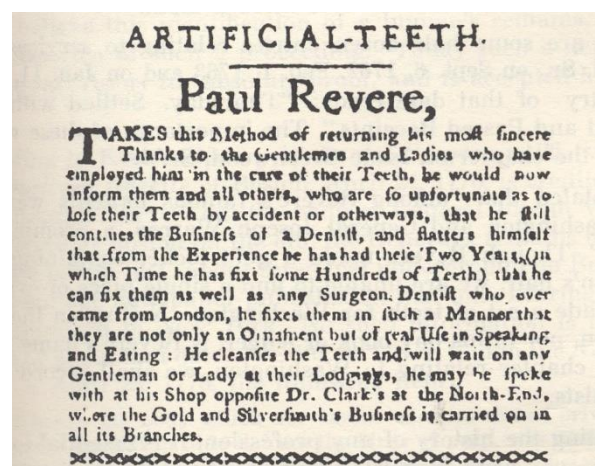 ARTIFICIAL-TEETH.
Paul Revere,
TAKES this Method of returning his moſt ſincere
Thanks to the Gentlemen and Ladies who have
employed him in the care of their Teeth, he would now
inform them and all others, who are ſo unfortunate as to
loſe their Teeth by accident or otherways, that he ſtill
continues the Buſineſs of a Dentiſt, and flatters himſelf
that from the Experience he has had theſe Two Years, (in
which Time he has fixt ſome Hundreds of Teeth) that he
can fix them as well as any Surgeon Dentiſt who ever
came from London, he fixes them in ſuch a Manner that
they are not only an Ornament but of real Uſe in Speaking
and Eating: He cleanſes the Teeth and will wait on any
Gentleman or Lady at their Lodgings, he may be ſpoke
with at his Shop oppoſite Dr. Clark's at the North-End,
where the Gold and Silverſmith's Buſineſs is carried on in
all its Branches.